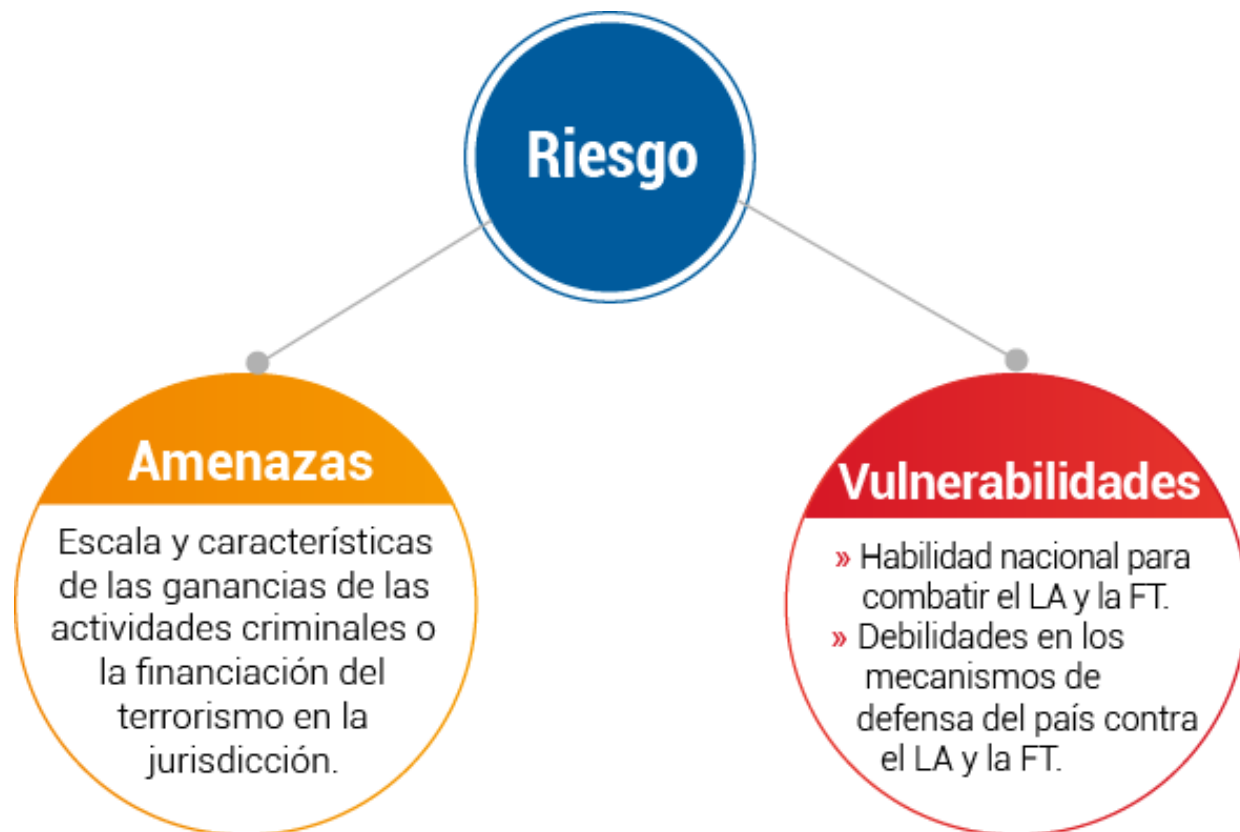 Riesgo
Amenazas
Escala y características
de las ganancias de las
actividades criminales o
la financiación del
terrorismo en la
jurisdicción.
Vulnerabilidades
» Habilidad nacional para
combatir el LA y la FT.
» Debilidades en los
mecanismos de
defensa del país contra
el LA y la FT.